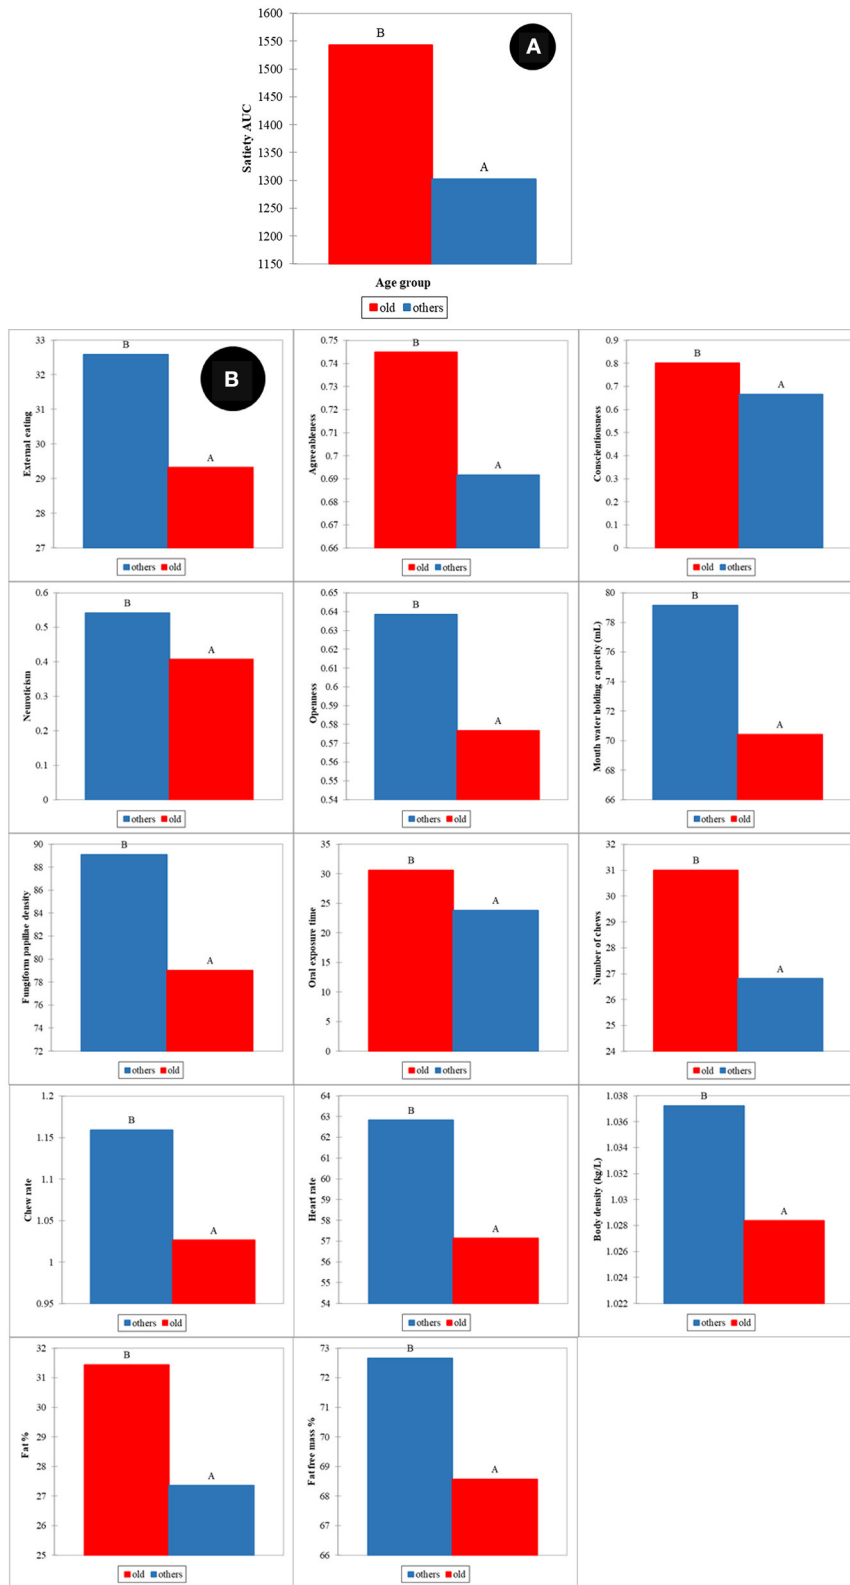 1600
1550
1500
1450
1400
1350
1300
1250
1200
1150
Satiety AUC
B
A
A
Age group
old others
33
32
31
30
29
28
27
External eating
B
A
B
others old
0.75
0.74
0.73
0.72
0.71
0.7
0.69
0.68
0.67
0.66
Agreeableness
B
A
old others
0.9
0.8
0.7
0.6
0.5
0.4
0.3
0.2
0.1
0
Conscientiousness
B
A
old others
0.6
0.5
0.4
0.3
0.2
0.1
0
Neuroticism
B
A
others old
0.65
0.64
0.63
0.62
0.61
0.6
0.59
0.58
0.57
0.56
0.55
0.54
Openness
B
A
others old
80
78
76
74
72
70
68
66
Mouth water holding capacity (mL)
B
A
others old
90
88
86
84
82
80
78
76
74
72
Fungiform papillae density
B
A
others old
35
30
25
20
15
10
5
0
Oral exposure time
B
A
old others
32
31
30
29
28
27
26
25
24
Number of chews
B
A
old others
1.2
1.15
1.1
1.05
1
0.95
Chew rate
B
A
others old
64
63
62
61
60
59
58
57
56
55
54
Heart rate
B
A
others old
1.038
1.036
1.034
1.032
1.03
1.028
1.026
1.024
1.022
Body density (kg/L)
B
A
others old
32
31
30
29
28
27
26
25
Fat %
B
A
old others
73
72
71
70
69
68
67
66
Fat free mass %
B
A
others old